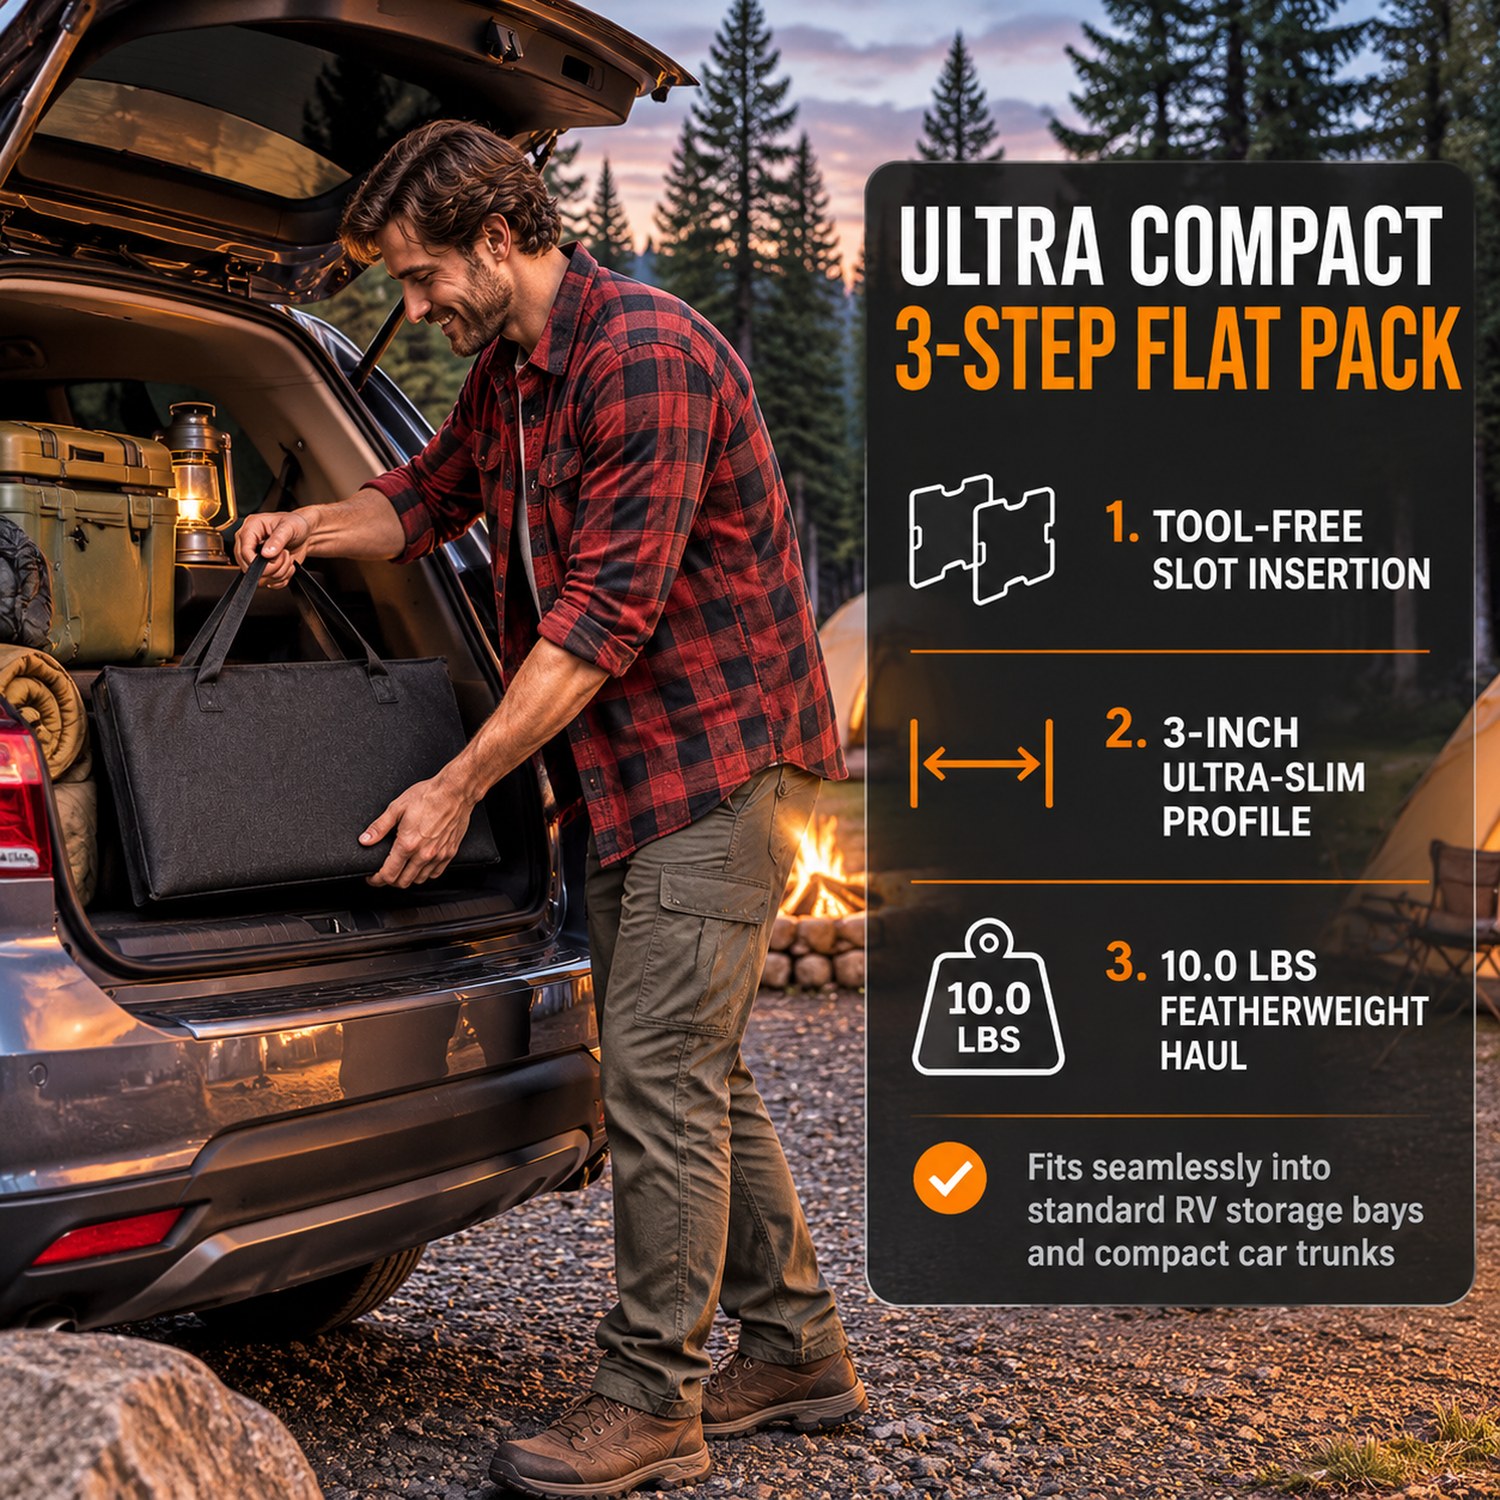 ULTRA COMPACT
3-STEP FLAT PACK
1. TOOL-FREE
SLOT INSERTION
2. 3-INCH
ULTRA-SLIM
PROFILE
10.0
LBS
3. 10.0 LBS
FEATHERWEIGHT
HAUL
Fits seamlessly into
standard RV storage bays
and compact car trunks